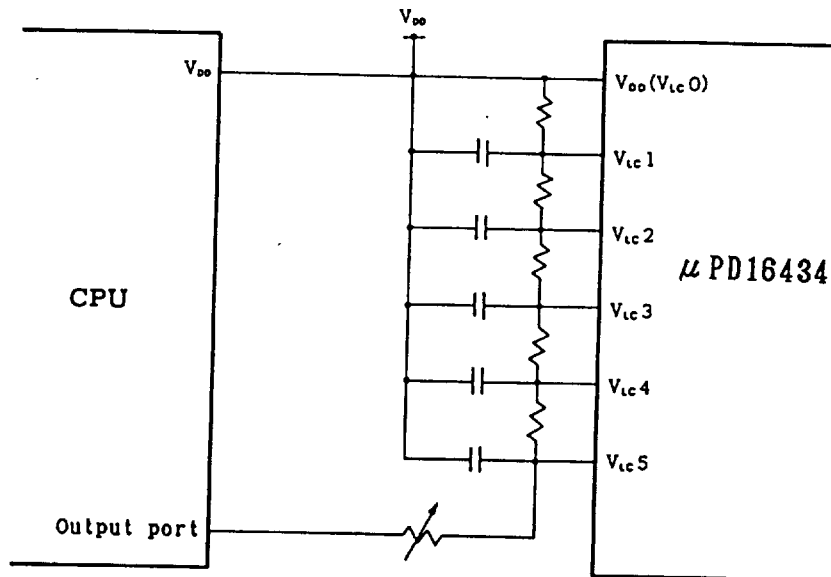 V_DD
V_DD
V_DD(V_LC0)
V_LC1
V_LC2
μPD16434
CPU
V_LC3
V_LC4
V_LC5
Output port